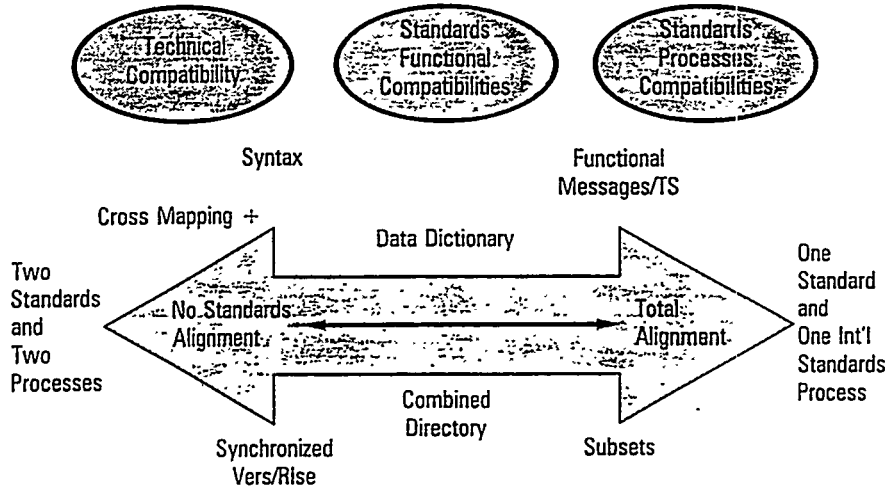 Technical
Compatibility
Standards
Functional
Compatibilities
Standards
Processes
Compatibilities
Syntax
Functional
Messages/TS
Cross Mapping ÷
Data Dictionary
Two
Standards
and
Two
Processes
No Standards
Alignment
Total
Alignment
One
Standard
and
One Int'l
Standards
Process
Combined
Directory
Synchronized
Vers/Rlse
Subsets